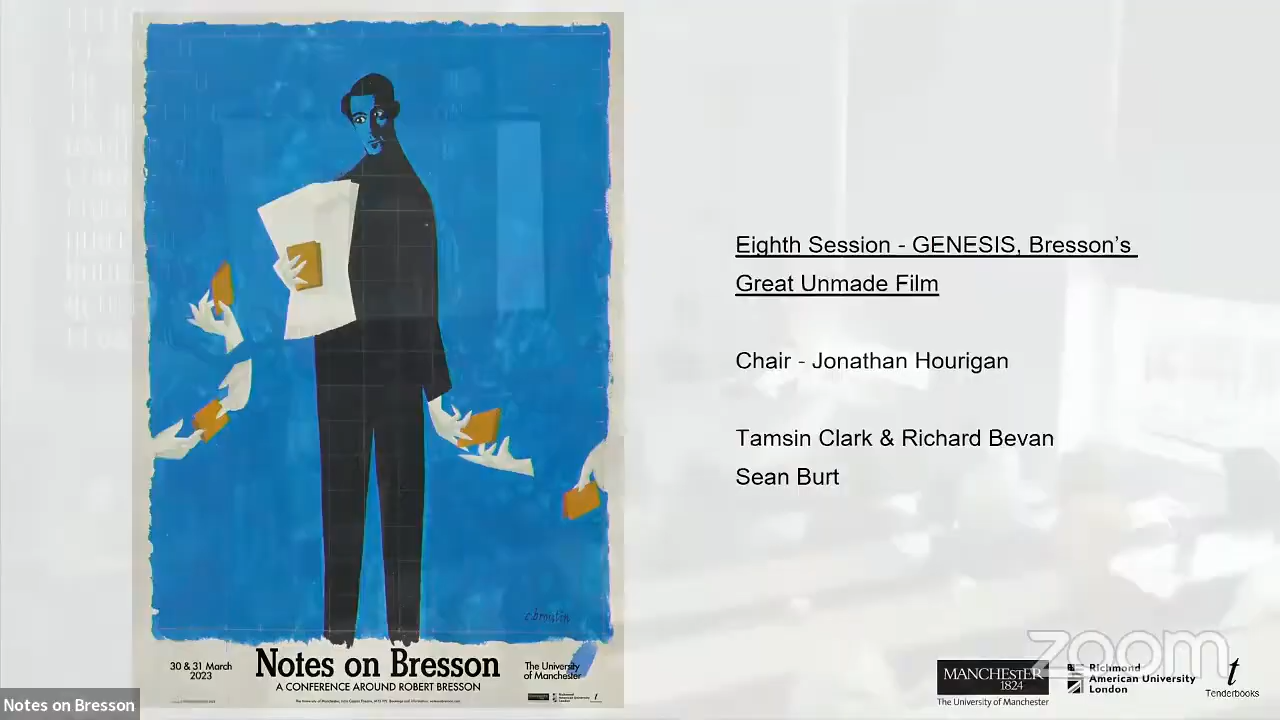 Eighth Session - GENESIS, Bresson's
Great Unmade Film
Chair - Jonathan Hourigan
Tamsin Clark & Richard Bevan
Sean Burt
c.broutin
30 & 31 March
2023
Notes on Bresson
A CONFERENCE AROUND ROBERT BRESSON
The University
of Manchester
MANCHESTER
1824
The University of Manchester
Richmond
American University
London
t
Tenderbooks
zoom
Notes on Bresson